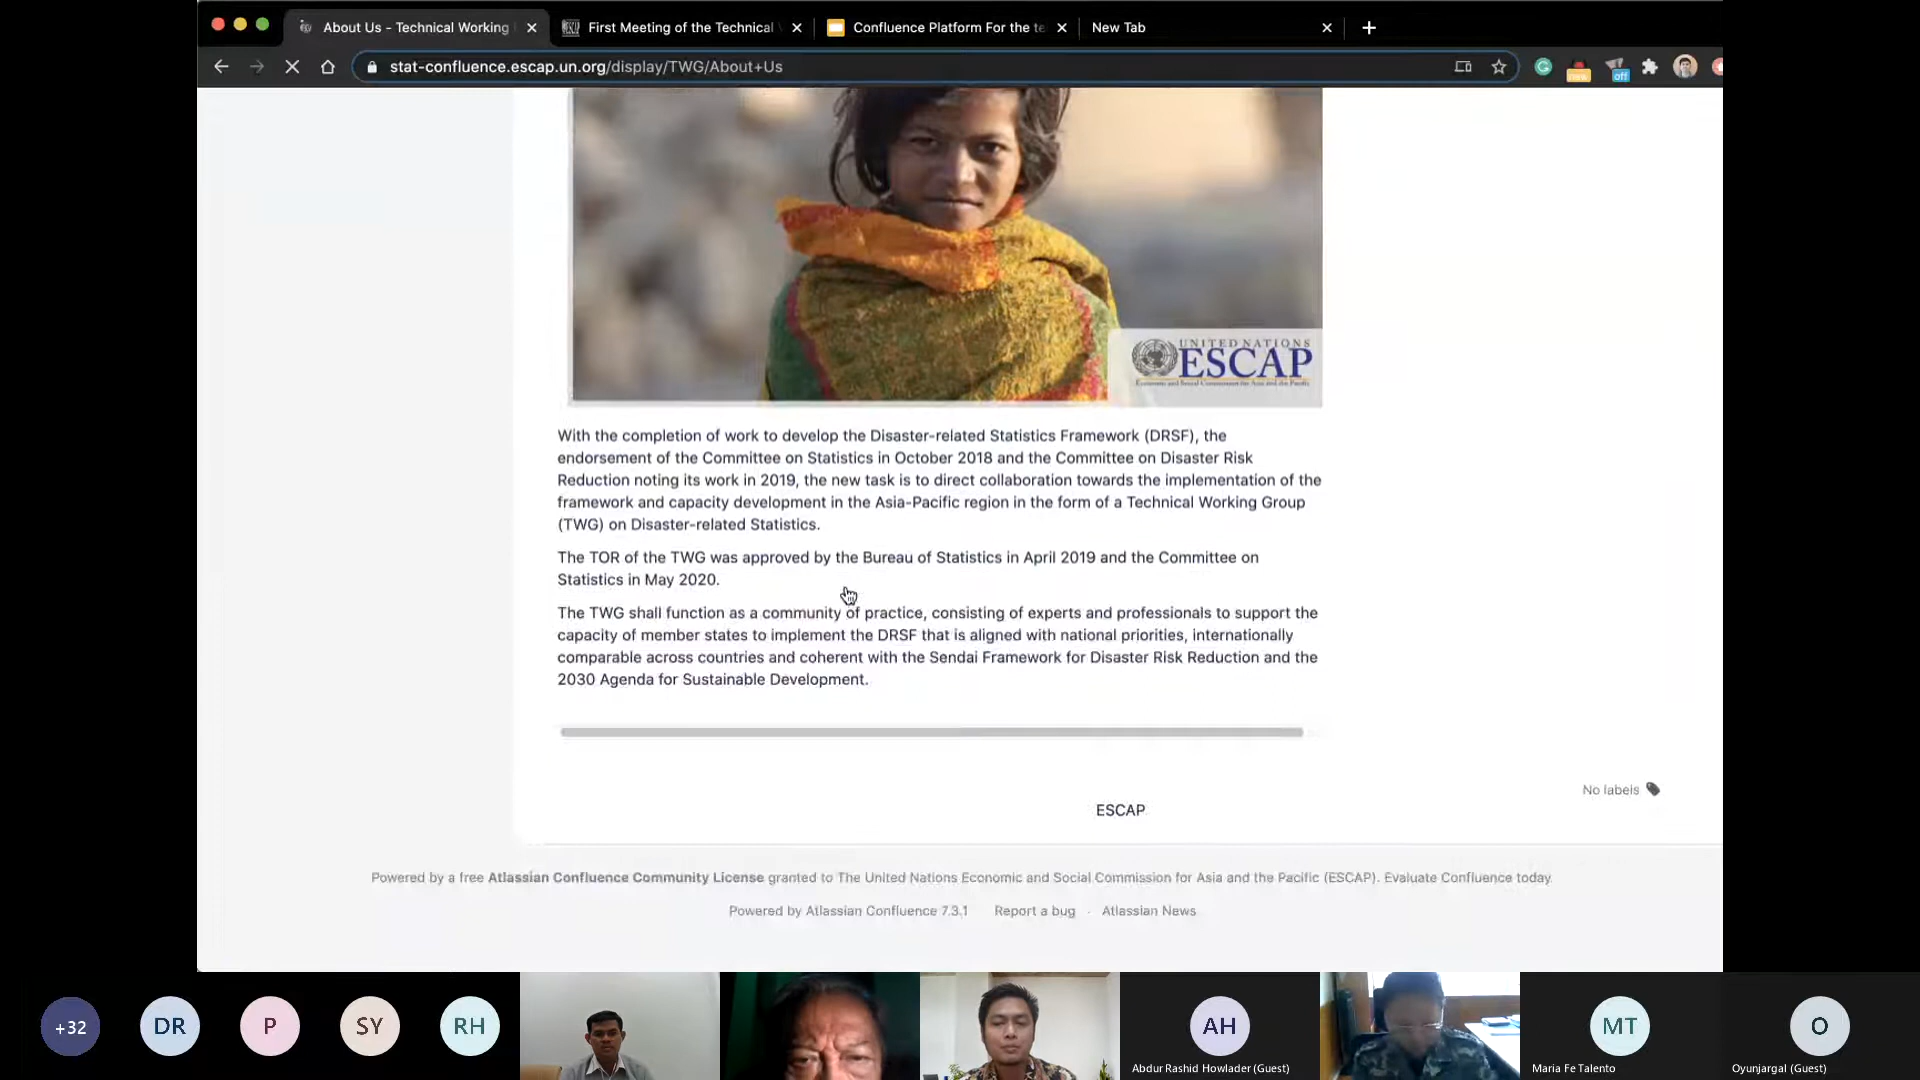 About Us - Technical Working
First Meeting of the Technical
Confluence Platform For the te
New Tab
stat-confluence.escap.un.org/display/TWG/About+Us
new
off
UNITED NATIONS
ESCAP
Economic and Social Commission for Asia and the Pacific
With the completion of work to develop the Disaster-related Statistics Framework (DRSF), the
endorsement of the Committee on Statistics in October 2018 and the Committee on Disaster Risk
Reduction noting its work in 2019, the new task is to direct collaboration towards the implementation of the
framework and capacity development in the Asia-Pacific region in the form of a Technical Working Group
(TWG) on Disaster-related Statistics.
The TOR of the TWG was approved by the Bureau of Statistics in April 2019 and the Committee on
Statistics in May 2020.
The TWG shall function as a community of practice, consisting of experts and professionals to support the
capacity of member states to implement the DRSF that is aligned with national priorities, internationally
comparable across countries and coherent with the Sendai Framework for Disaster Risk Reduction and the
2030 Agenda for Sustainable Development.
No labels
ESCAP
Powered by a free Atlassian Confluence Community License granted to The United Nations Economic and Social Commission for Asia and the Pacific (ESCAP). Evaluate Confluence today.
Powered by Atlassian Confluence 7.3.1 Report a bug · Atlassian News
+32
DR
P
SY
RH
AH
MT
O
Abdur Rashid Howlader (Guest)
Maria Fe Talento
Oyunjargal (Guest)